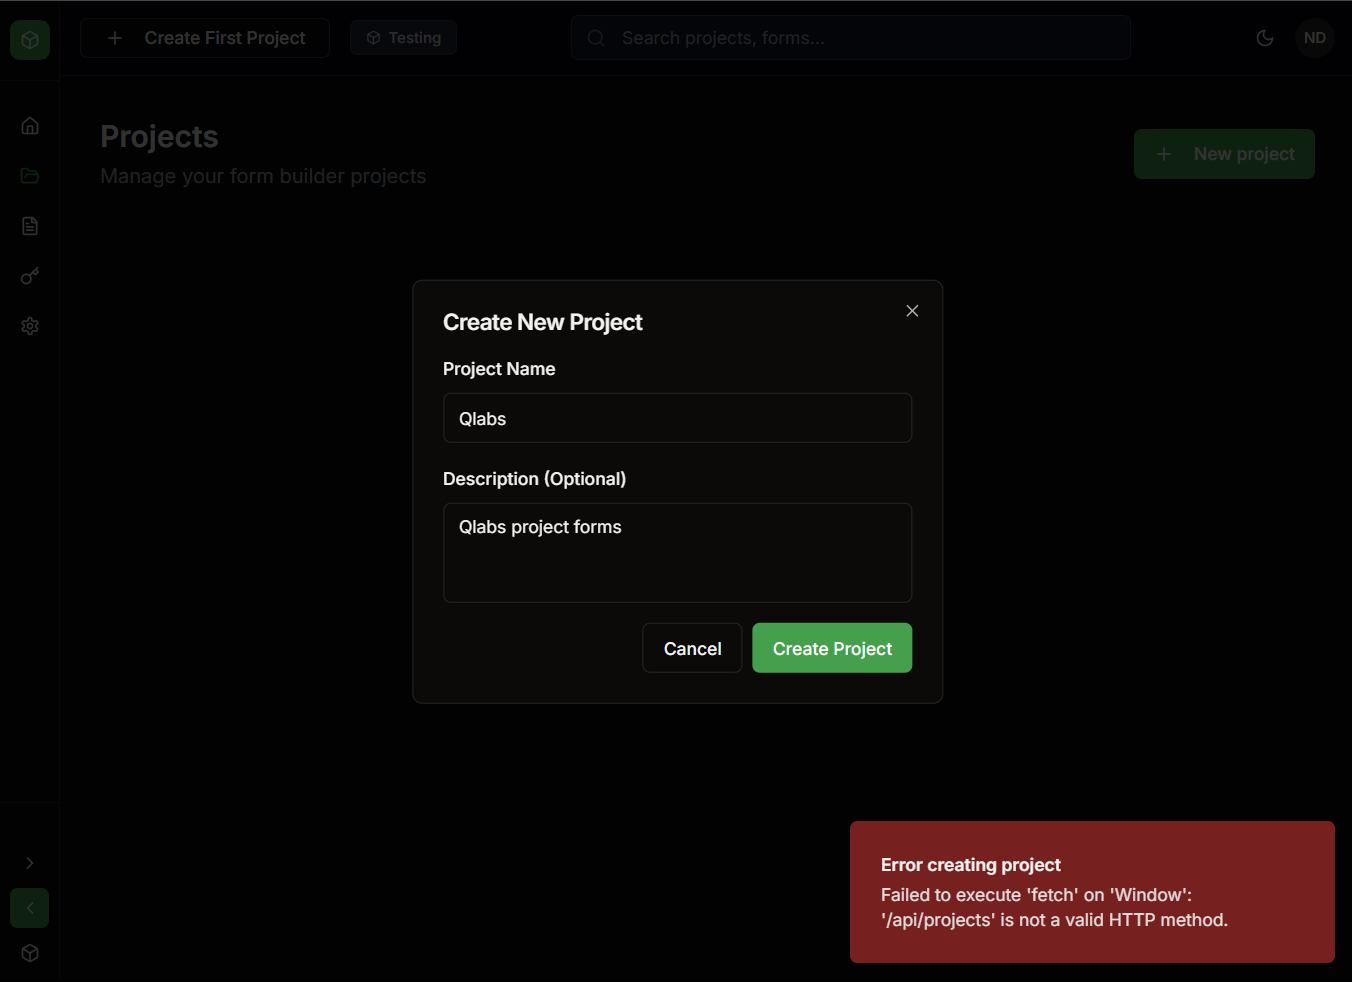 Create First Project
Testing
Search projects, forms...
ND
Projects
Manage your form builder projects
New project
Create New Project
Project Name
Qlabs
Description (Optional)
Qlabs project forms
Cancel
Create Project
Error creating project
Failed to execute 'fetch' on 'Window':
'/api/projects' is not a valid HTTP method.